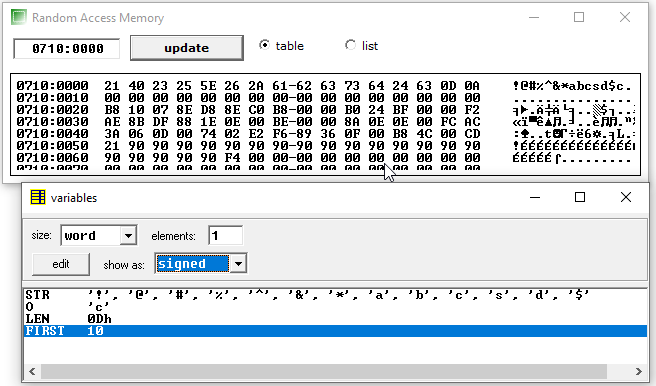 Random Access Memory
0710:0000 update table list
0710:0000 21 40 23 25 5E 26 2A 61-62 63 73 64 24 63 0D 0A !@#%^&*abcsd$c.
0710:0010 00 00 00 00 00 00 00 00-00 00 00 00 00 00 00 00 ...............
0710:0020 B8 10 07 8E D8 8E C0 B8-00 00 B0 24 BF 00 00 F2
0710:0030 AE 8B DF 88 1E 0E 00 BE-00 00 8A 0E 0E 00 FC AC
0710:0040 3A 06 0D 00 74 02 E2 F6-89 36 0F 00 B8 4C 00 CD
0710:0050 21 90 90 90 90 90 90 90-90 90 90 90 90 90 90 90 !ÉÉÉÉÉÉÉÉÉÉÉÉÉÉ
0710:0060 90 90 90 90 90 F4 00 00-00 00 00 00 00 00 00 00 ÉÉÉÉÉ⌠.........
variables
size: word elements: 1
edit show as: signed
STR '!', '@', '#', '%', '^', '&', '*', 'a', 'b', 'c', 's', 'd', '$'
O 'c'
LEN 0Dh
FIRST 10